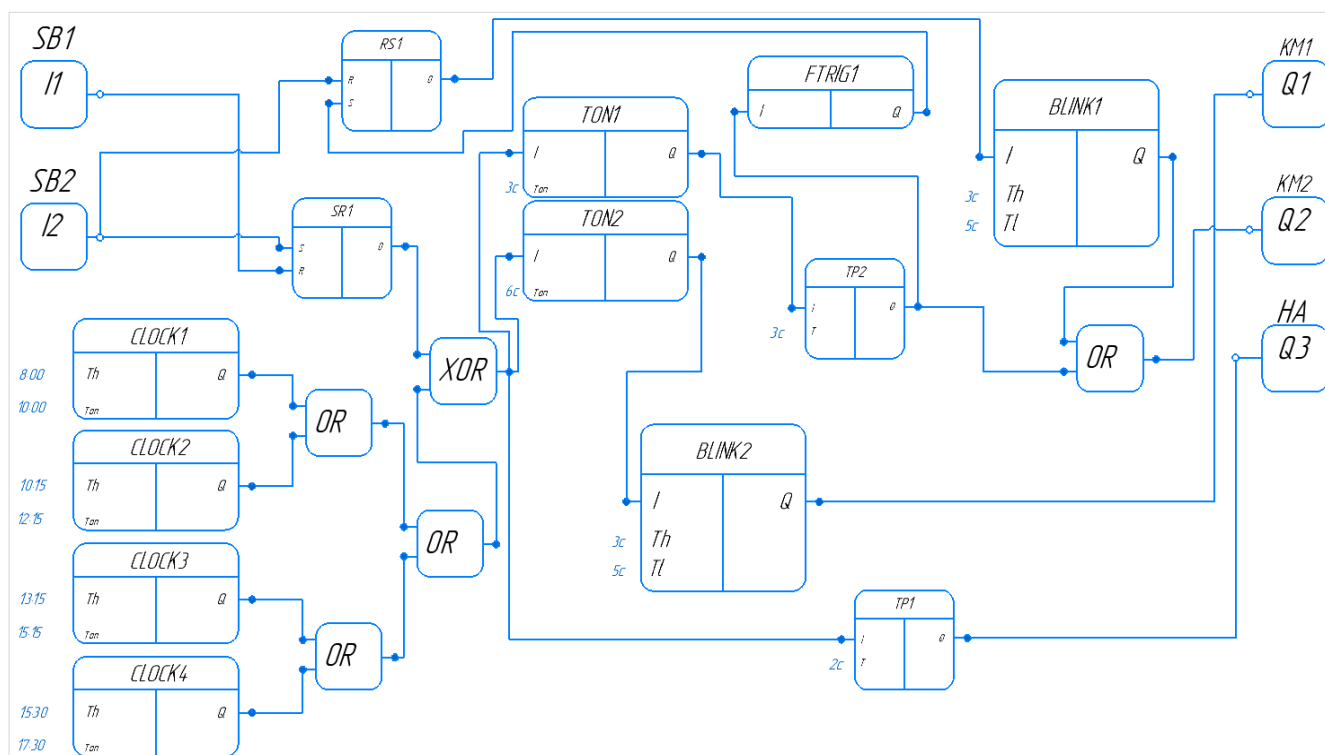 SB1
I1
SB2
I2
RS1
R
S
Q
SR1
S
R
Q
TON1
I
Q
3c
Ton
TON2
I
Q
6c
Ton
FTRIG1
I
Q
BLINK1
I
Q
3c
Th
5c
Tl
KM1
Q1
KM2
Q2
HA
Q3
TP2
i
Q
3c
T
OR
XOR
CLOCK1
8:00
Th
Q
10:00
Ton
CLOCK2
10:15
Th
Q
12:15
Ton
CLOCK3
13:15
Th
Q
15:15
Ton
CLOCK4
15:30
Th
Q
17:30
Ton
OR
OR
OR
BLINK2
I
Q
3c
Th
5c
Tl
TP1
i
Q
2c
T